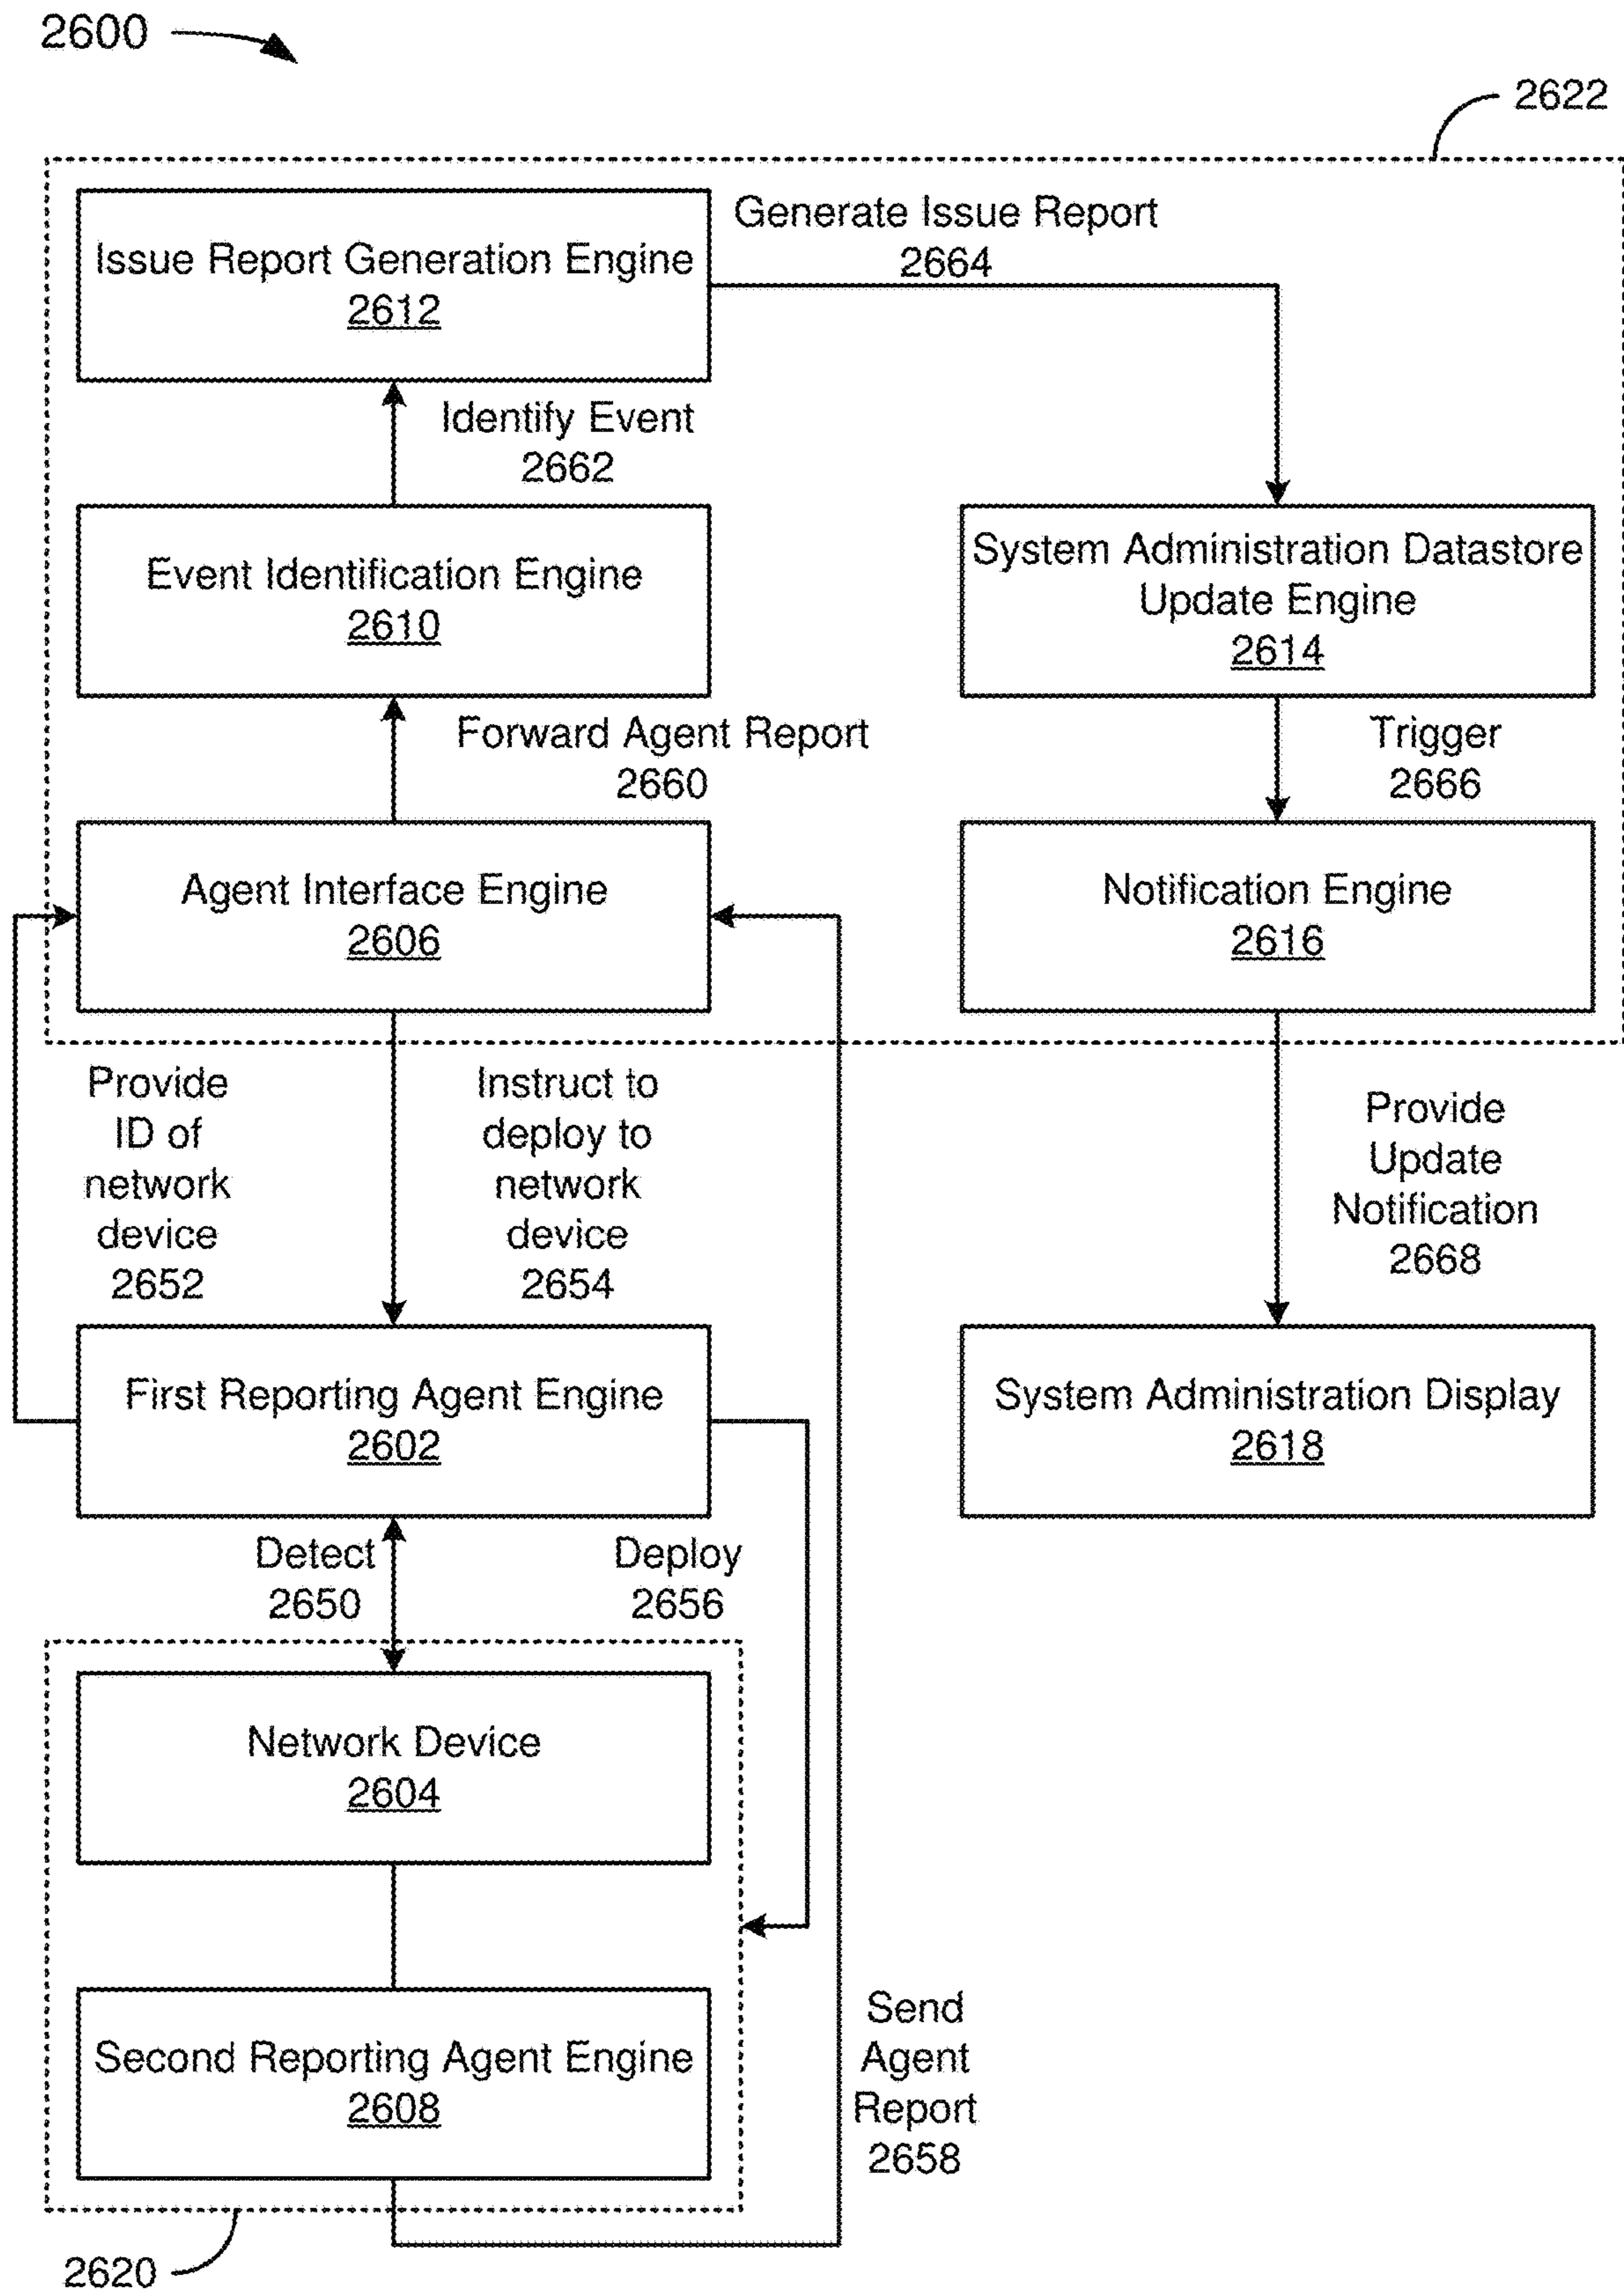 2600
2622
Issue Report Generation Engine
2612
Generate Issue Report
2664
Identify Event
2662
Event Identification Engine
2610
System Administration Datastore
Update Engine
2614
Forward Agent Report
2660
Trigger
2666
Agent Interface Engine
2606
Notification Engine
2616
Provide
ID of
network
device
2652
Instruct to
deploy to
network
device
2654
Provide
Update
Notification
2668
First Reporting Agent Engine
2602
System Administration Display
2618
Detect
2650
Deploy
2656
Network Device
2604
Second Reporting Agent Engine
2608
Send
Agent
Report
2658
2620